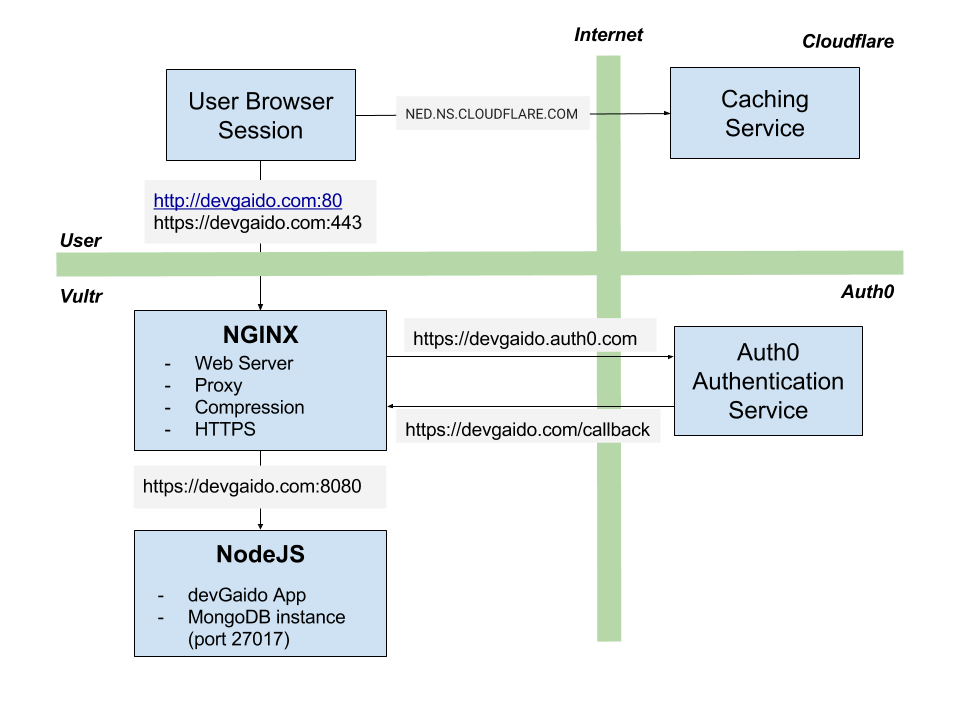 Internet
Cloudflare
User Browser
Session
NED.NS.CLOUDFLARE.COM
Caching
Service
http://devgaido.com:80
https://devgaido.com:443
User
Vultr
Auth0
NGINX
- Web Server
- Proxy
- Compression
- HTTPS
https://devgaido.auth0.com
Auth0
Authentication
Service
https://devgaido.com/callback
https://devgaido.com:8080
NodeJS
- devGaido App
- MongoDB instance
(port 27017)